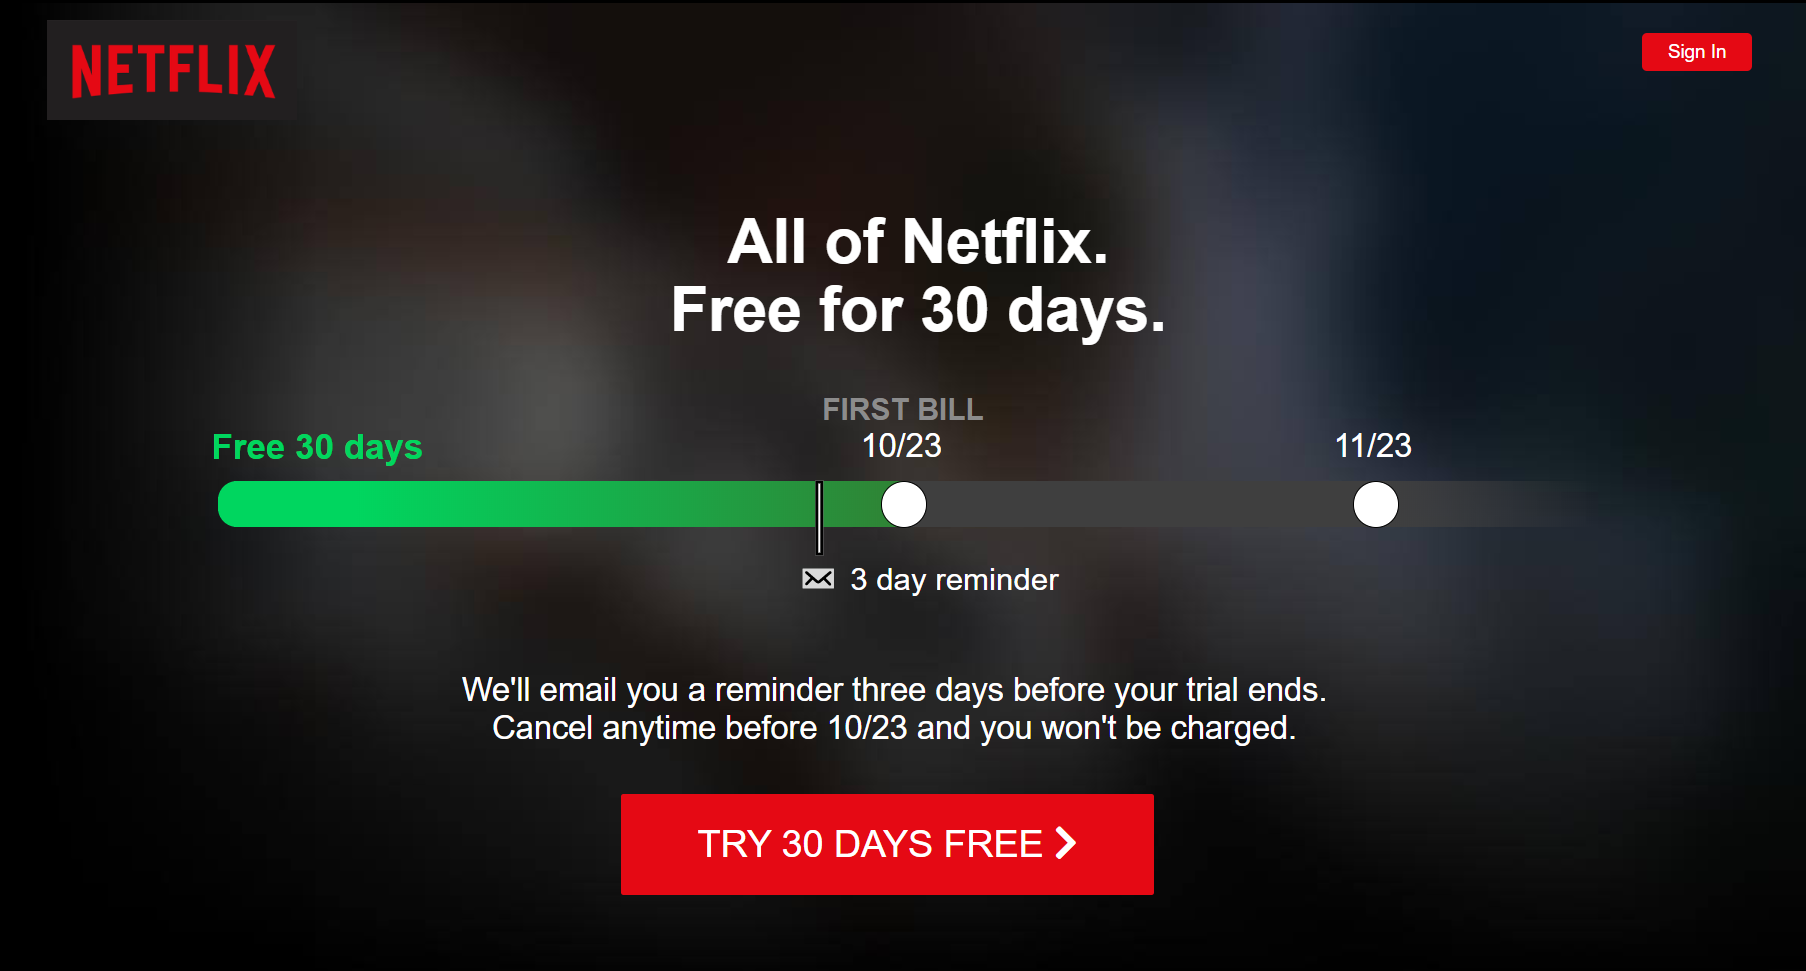 NETFLIX
Sign In
All of Netflix.
Free for 30 days.
FIRST BILL
Free 30 days
10/23
11/23
3 day reminder
We'll email you a reminder three days before your trial ends.
Cancel anytime before 10/23 and you won't be charged.
TRY 30 DAYS FREE